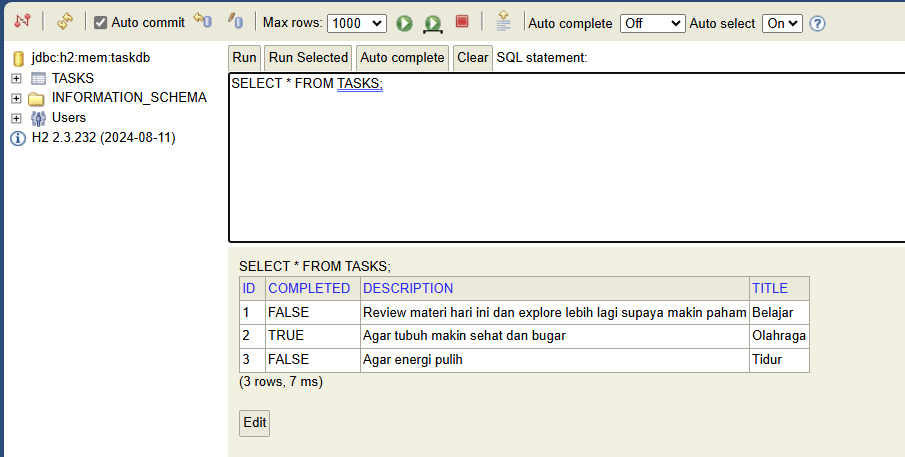 Auto commit Max rows: 1000 Auto complete Off Auto select On ?
jdbc:h2:mem:taskdb
TASKS
INFORMATION_SCHEMA
Users
H2 2.3.232 (2024-08-11)
Run Run Selected Auto complete Clear SQL statement:
SELECT * FROM TASKS;
SELECT * FROM TASKS;
ID COMPLETED DESCRIPTION TITLE
1 FALSE Review materi hari ini dan explore lebih lagi supaya makin paham Belajar
2 TRUE Agar tubuh makin sehat dan bugar Olahraga
3 FALSE Agar energi pulih Tidur
(3 rows, 7 ms)
Edit